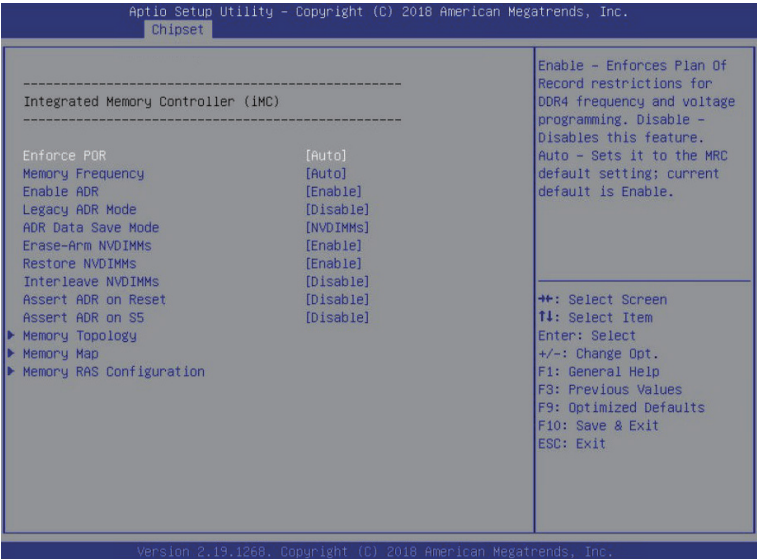 Aptio Setup Utility – Copyright (C) 2018 American Megatrends, Inc.
Chipset
--------------------------------------------------
Integrated Memory Controller (iMC)
--------------------------------------------------
Enforce POR [Auto]
Memory Frequency [Auto]
Enable ADR [Enable]
Legacy ADR Mode [Disable]
ADR Data Save Mode [NVDIMMs]
Erase-Arm NVDIMMs [Enable]
Restore NVDIMMs [Enable]
Interleave NVDIMMs [Disable]
Assert ADR on Reset [Disable]
Assert ADR on S5 [Disable]
Memory Topology
Memory Map
Memory RAS Configuration
Enable – Enforces Plan Of
Record restrictions for
DDR4 frequency and voltage
programming. Disable –
Disables this feature.
Auto – Sets it to the MRC
default setting; current
default is Enable.
→←: Select Screen
↑↓: Select Item
Enter: Select
+/-: Change Opt.
F1: General Help
F3: Previous Values
F9: Optimized Defaults
F10: Save & Exit
ESC: Exit
Version 2.19.1268. Copyright (C) 2018 American Megatrends, Inc.